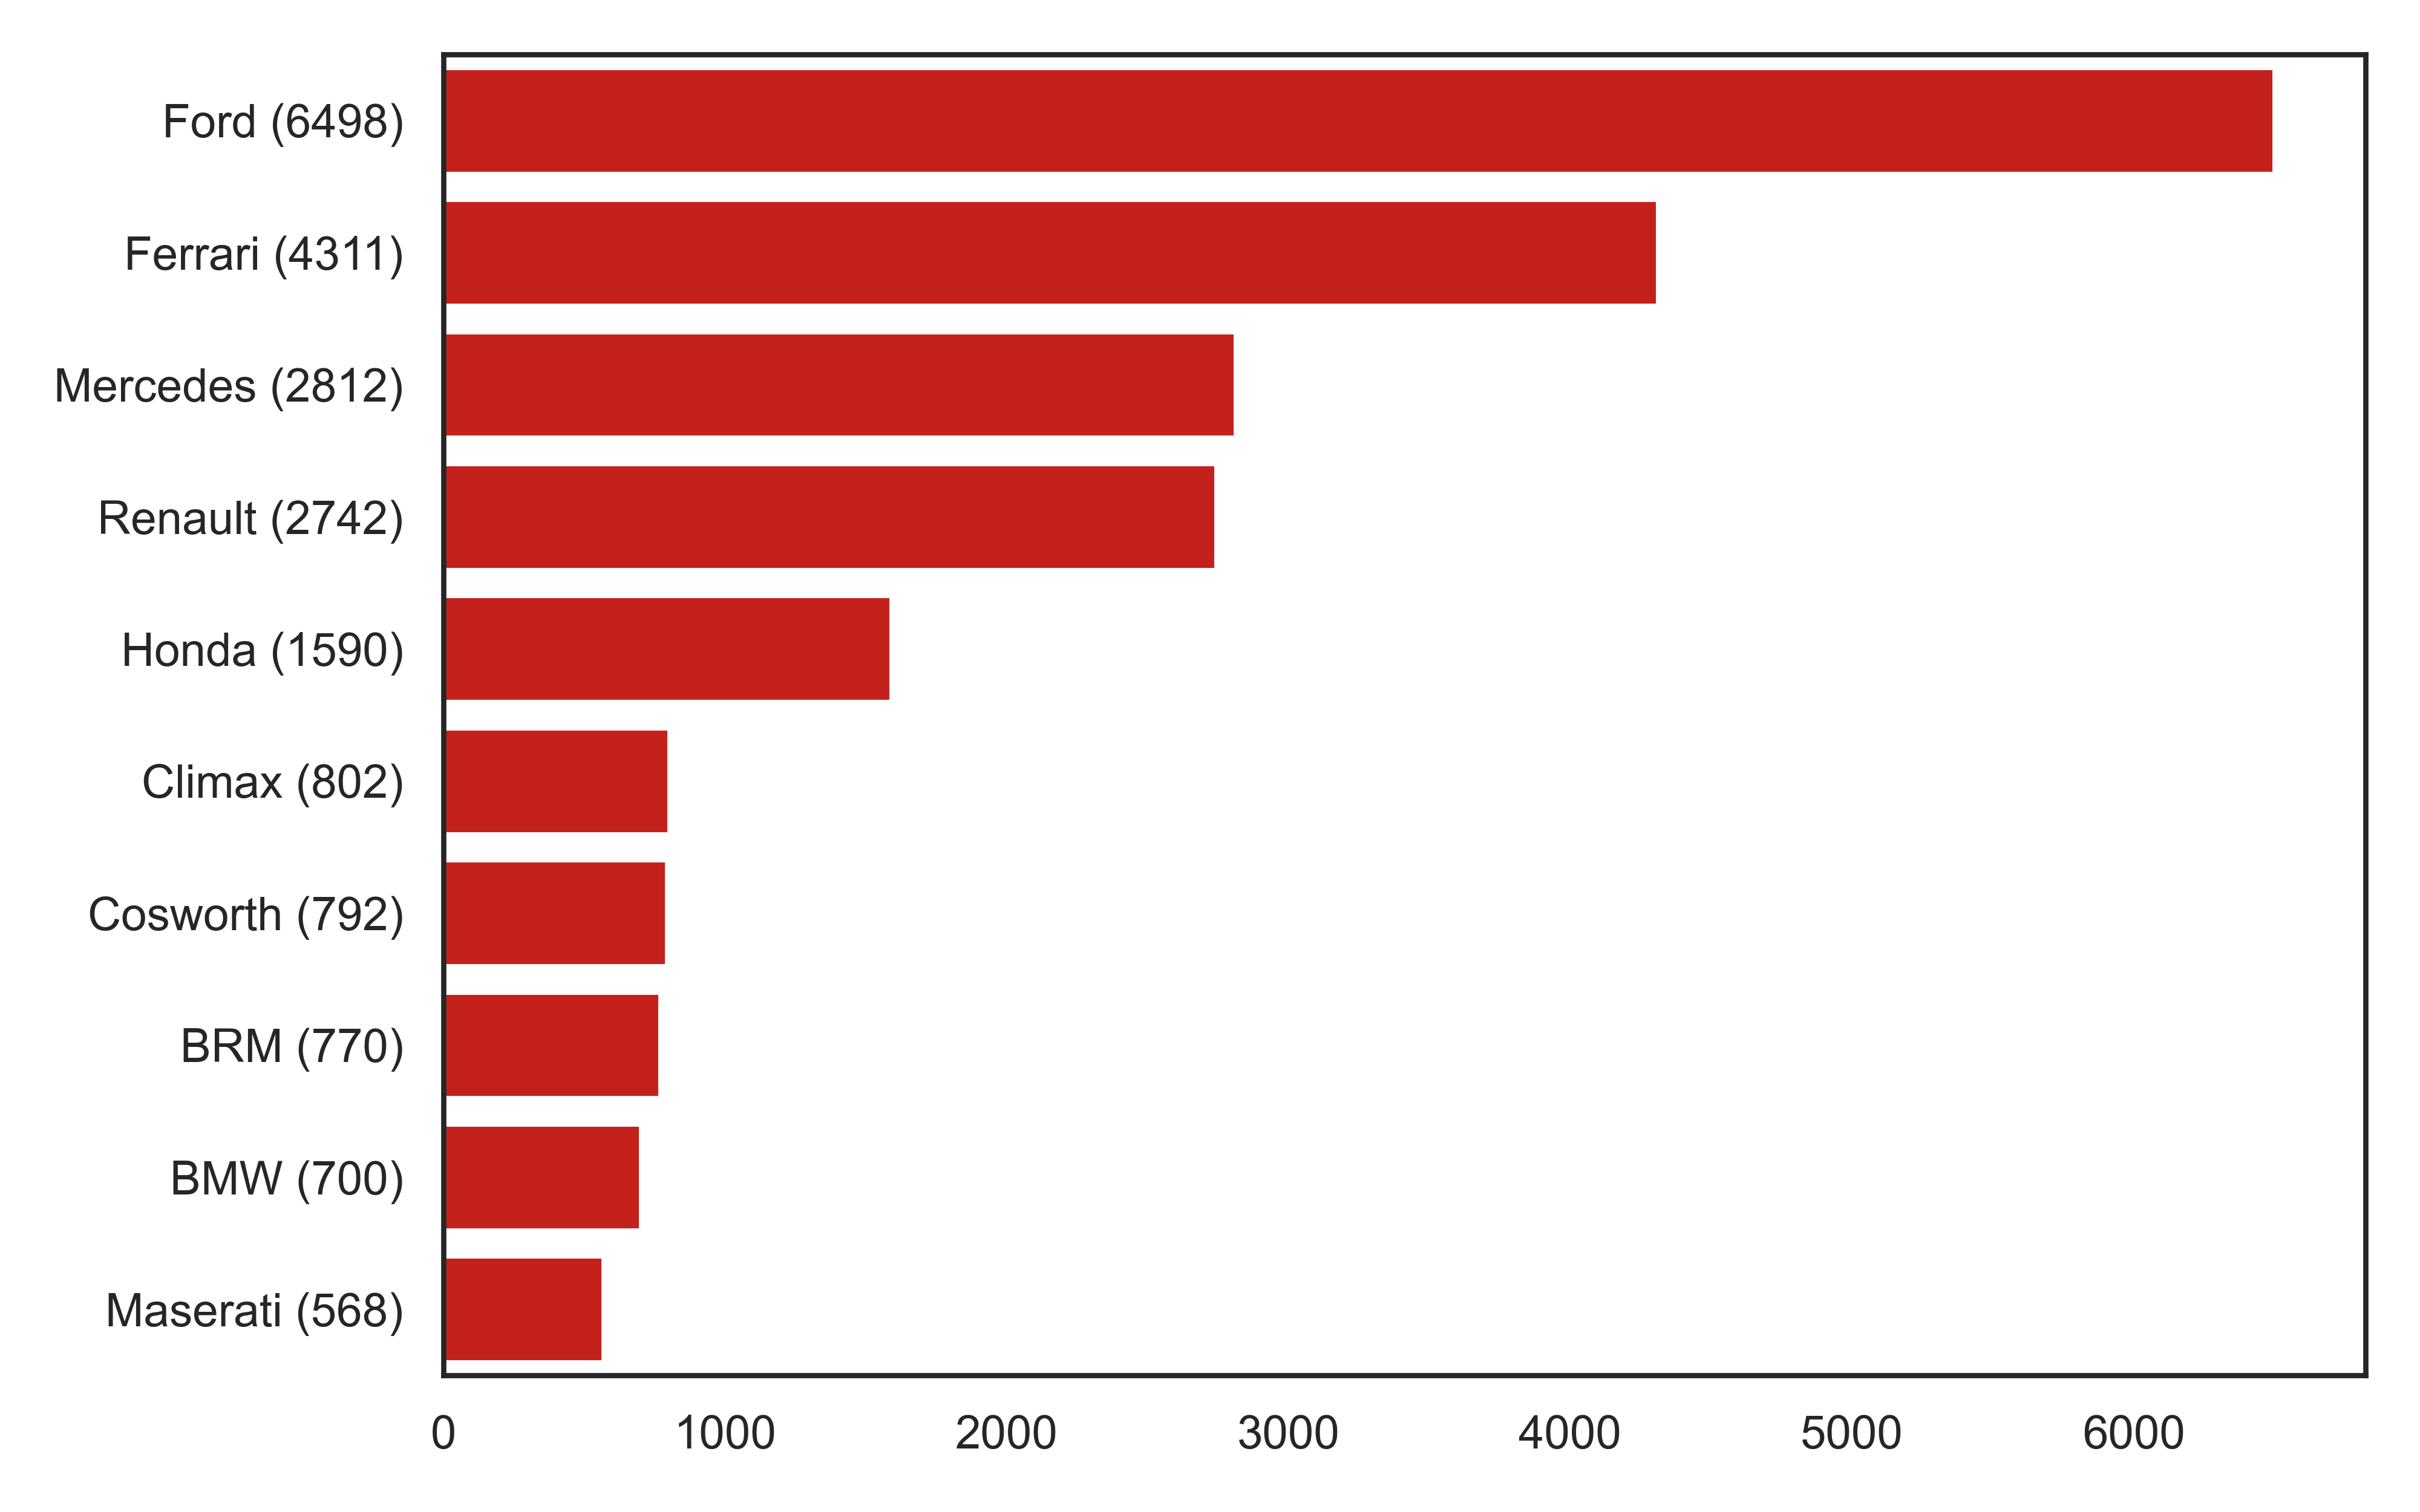 Ford (6498)
Ferrari (4311)
Mercedes (2812)
Renault (2742)
Honda (1590)
Climax (802)
Cosworth (792)
BRM (770)
BMW (700)
Maserati (568)
0 1000 2000 3000 4000 5000 6000